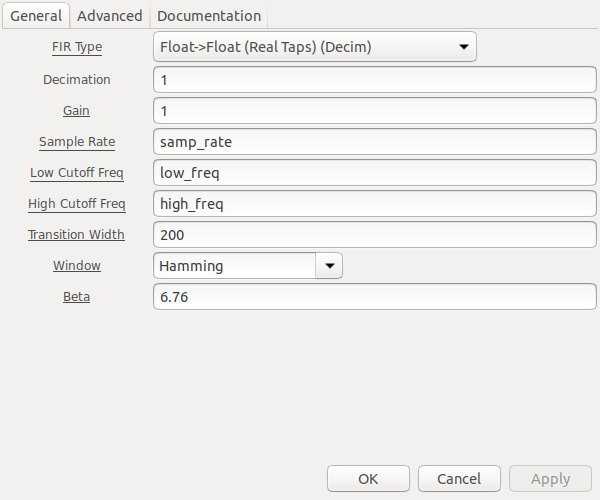 General Advanced Documentation
FIR Type Float->Float (Real Taps) (Decim)
Decimation 1
Gain 1
Sample Rate samp_rate
Low Cutoff Freq low_freq
High Cutoff Freq high_freq
Transition Width 200
Window Hamming
Beta 6.76
OK Cancel Apply